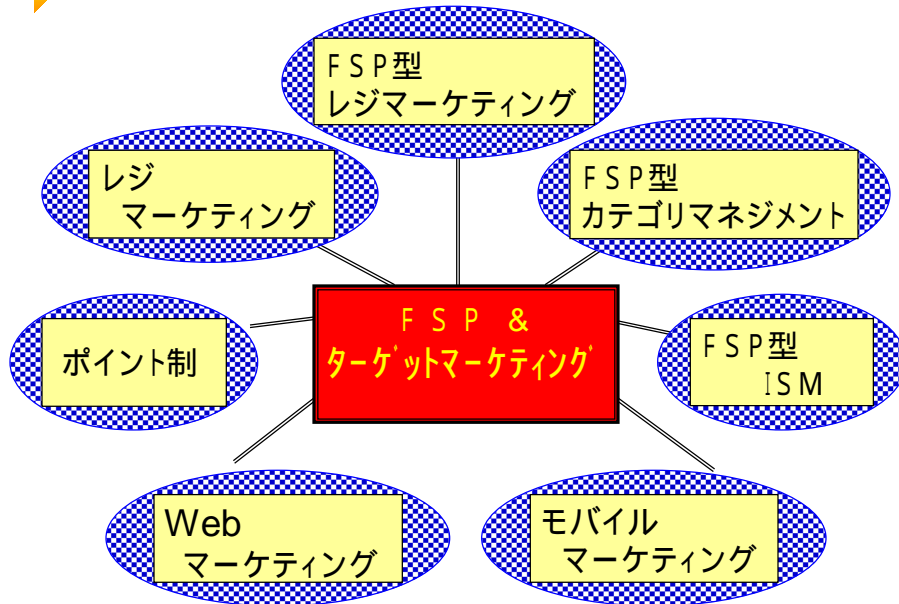 ＦＳＰ型
レジマーケティング
レジ
マーケティング
ＦＳＰ型
カテゴリマネジメント
ＦＳＰ＆
ターゲットマーケティング
ポイント制
ＦＳＰ型
ＩＳＭ
Web
マーケティング
モバイル
マーケティング